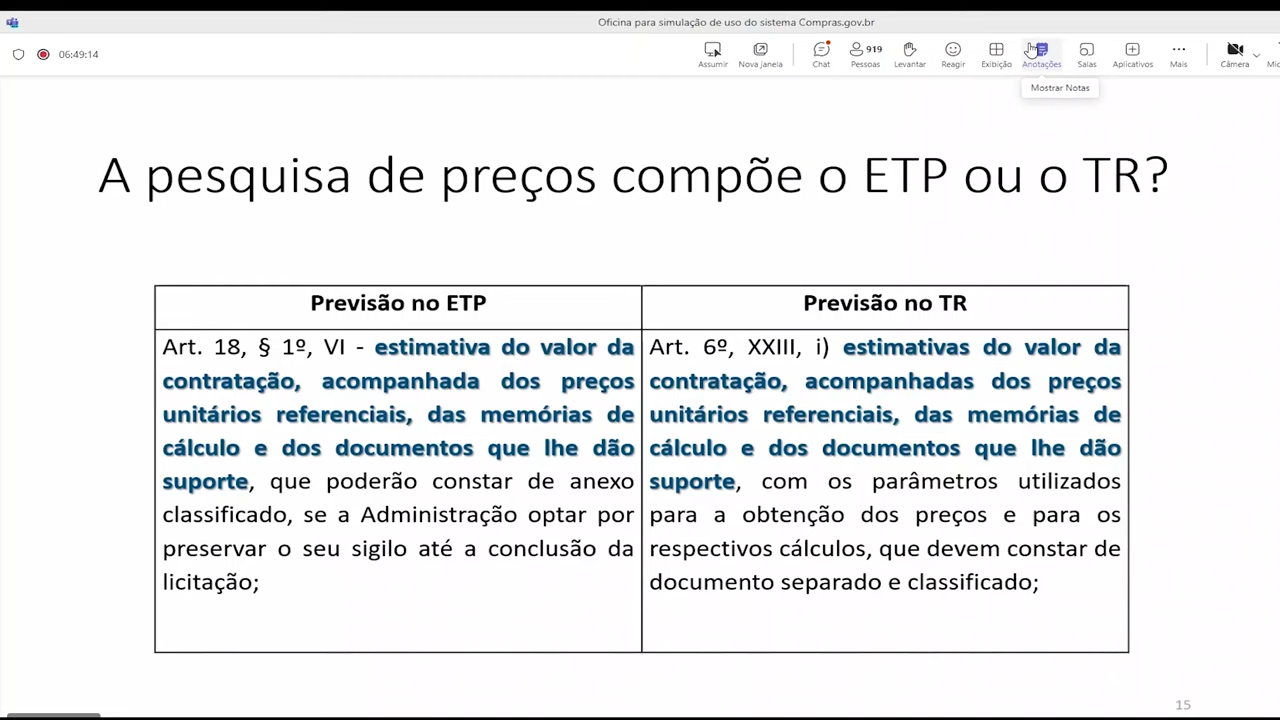 Oficina para simulação de uso do sistema Compras.gov.br
06:49:14
Assumir
Nova janela
Chat
919
Pessoas
Levantar
Reagir
Exibição
Anotações
Salas
Aplicativos
Mais
Câmera
Mic
Mostrar Notas
A pesquisa de preços compõe o ETP ou o TR?
Previsão no ETP
Art. 18, § 1º, VI - estimativa do valor da
contratação, acompanhada dos preços
unitários referenciais, das memórias de
cálculo e dos documentos que lhe dão
suporte, que poderão constar de anexo
classificado, se a Administração optar por
preservar o seu sigilo até a conclusão da
licitação;
Previsão no TR
Art. 6º, XXIII, i) estimativas do valor da
contratação, acompanhadas dos preços
unitários referenciais, das memórias de
cálculo e dos documentos que lhe dão
suporte, com os parâmetros utilizados
para a obtenção dos preços e para os
respectivos cálculos, que devem constar de
documento separado e classificado;
15